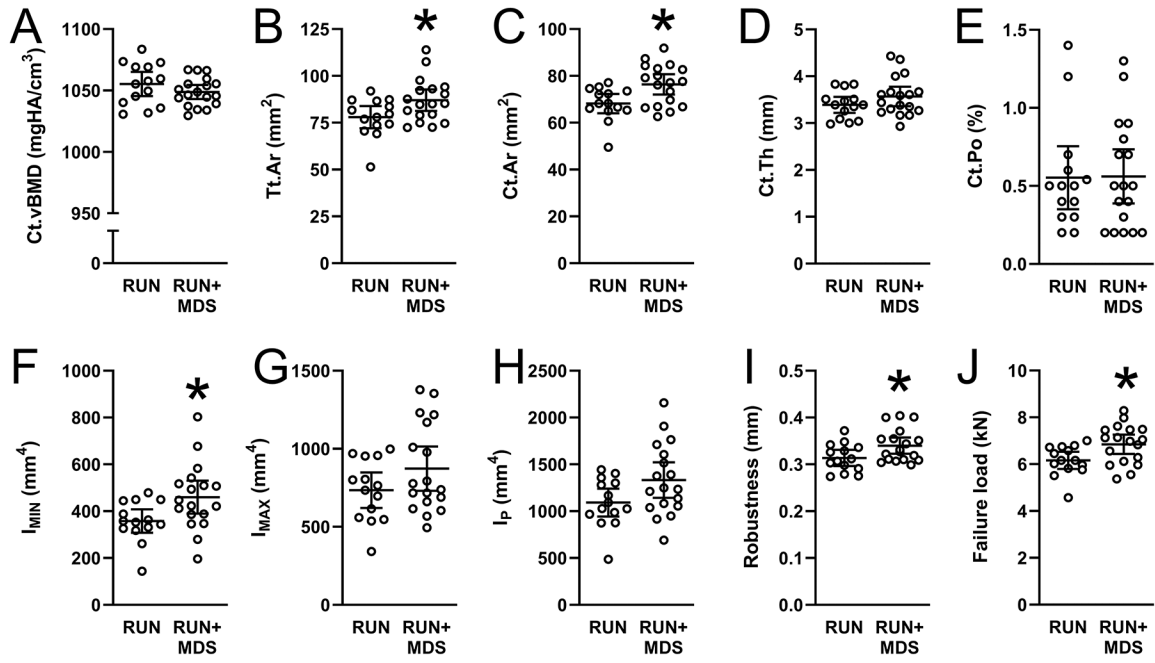 A
Ct.vBMD (mgHA/cm³)
1100
1050
1000
950
0
RUN RUN+
MDS
B
Tt.Ar (mm²)
125
100
75
50
25
0
*
RUN RUN+
MDS
C
Ct.Ar (mm²)
100
80
60
40
20
0
*
RUN RUN+
MDS
D
Ct.Th (mm)
5
4
3
2
1
0
RUN RUN+
MDS
E
Ct.Po (%)
1.5
1.0
0.5
0.0
RUN RUN+
MDS
F
I_MIN (mm⁴)
1000
800
600
400
200
0
*
RUN RUN+
MDS
G
I_MAX (mm⁴)
1500
1000
500
0
RUN RUN+
MDS
H
I_P (mm⁴)
2500
2000
1500
1000
500
0
RUN RUN+
MDS
I
Robustness (mm)
0.5
0.4
0.3
0.2
0.1
0.0
*
RUN RUN+
MDS
J
Failure load (kN)
10
8
6
4
2
0
*
RUN RUN+
MDS